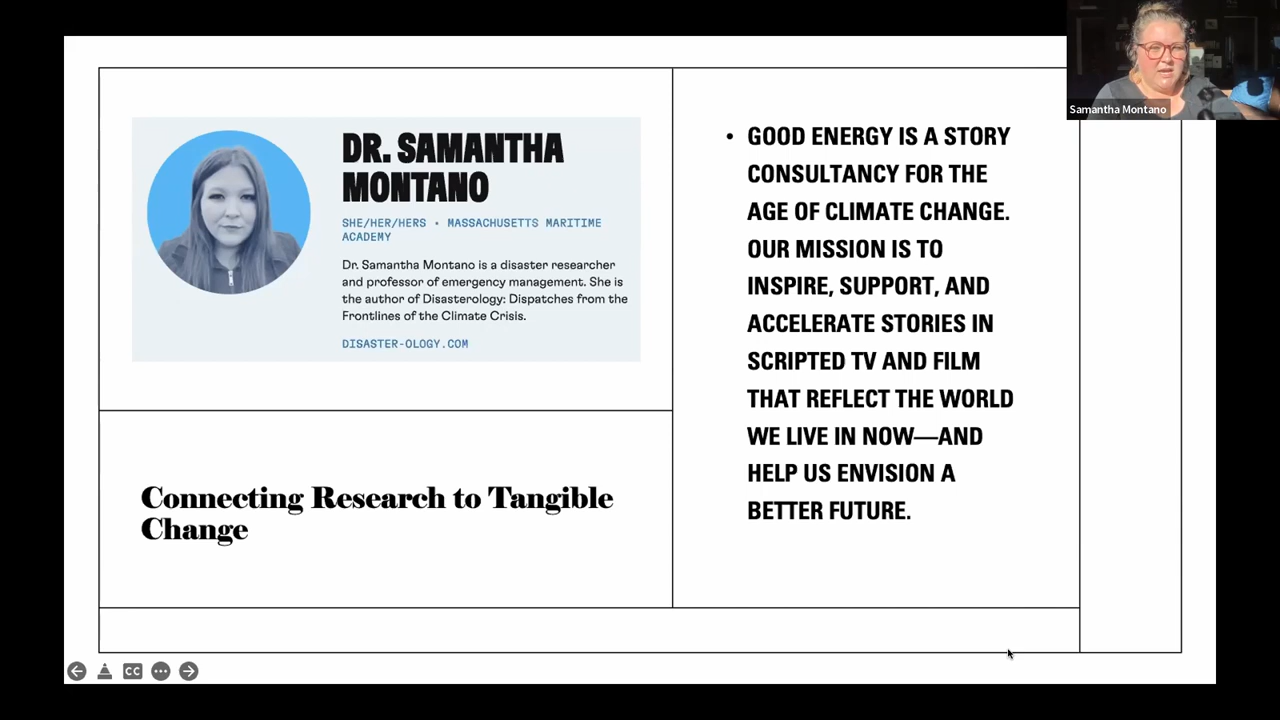 DR. SAMANTHA
MONTANO
SHE/HER/HERS • MASSACHUSETTS MARITIME
ACADEMY
Dr. Samantha Montano is a disaster researcher
and professor of emergency management. She is
the author of Disasterology: Dispatches from the
Frontlines of the Climate Crisis.
DISASTER-OLOGY.COM
Connecting Research to Tangible
Change
• GOOD ENERGY IS A STORY
CONSULTANCY FOR THE
AGE OF CLIMATE CHANGE.
OUR MISSION IS TO
INSPIRE, SUPPORT, AND
ACCELERATE STORIES IN
SCRIPTED TV AND FILM
THAT REFLECT THE WORLD
WE LIVE IN NOW—AND
HELP US ENVISION A
BETTER FUTURE.
Samantha Montano
CC